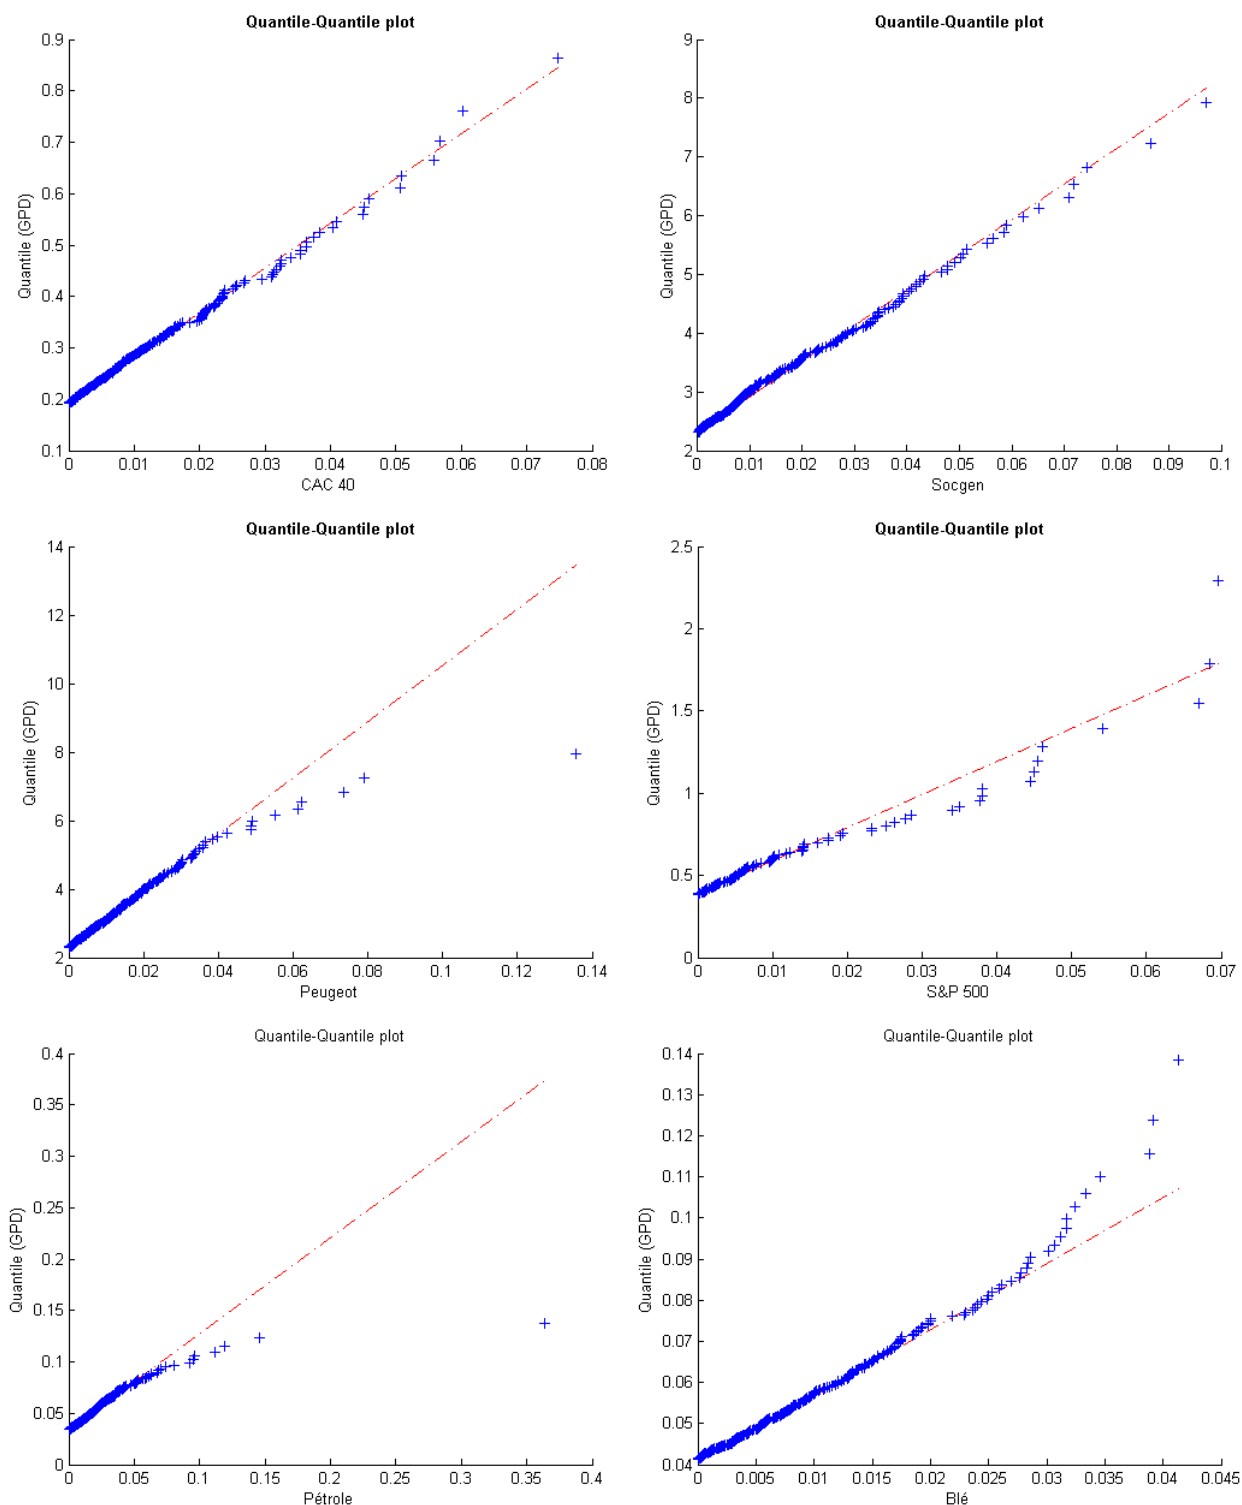 Quantile-Quantile plot
0.9
0.8
0.7
0.6
0.5
0.4
0.3
0.2
0.1
Quantile (GPD)
0 0.01 0.02 0.03 0.04 0.05 0.06 0.07 0.08
CAC 40
Quantile-Quantile plot
9
8
7
6
5
4
3
2
Quantile (GPD)
0 0.01 0.02 0.03 0.04 0.05 0.06 0.07 0.08 0.09 0.1
Socgen
Quantile-Quantile plot
14
12
10
8
6
4
2
Quantile (GPD)
0 0.02 0.04 0.06 0.08 0.1 0.12 0.14
Peugeot
Quantile-Quantile plot
2.5
2
1.5
1
0.5
0
Quantile (GPD)
0 0.01 0.02 0.03 0.04 0.05 0.06 0.07
S&P 500
Quantile-Quantile plot
0.4
0.35
0.3
0.25
0.2
0.15
0.1
0.05
0
Quantile (GPD)
0 0.05 0.1 0.15 0.2 0.25 0.3 0.35 0.4
Pétrole
Quantile-Quantile plot
0.14
0.13
0.12
0.11
0.1
0.09
0.08
0.07
0.06
0.05
0.04
Quantile (GPD)
0 0.005 0.01 0.015 0.02 0.025 0.03 0.035 0.04 0.045
Blé